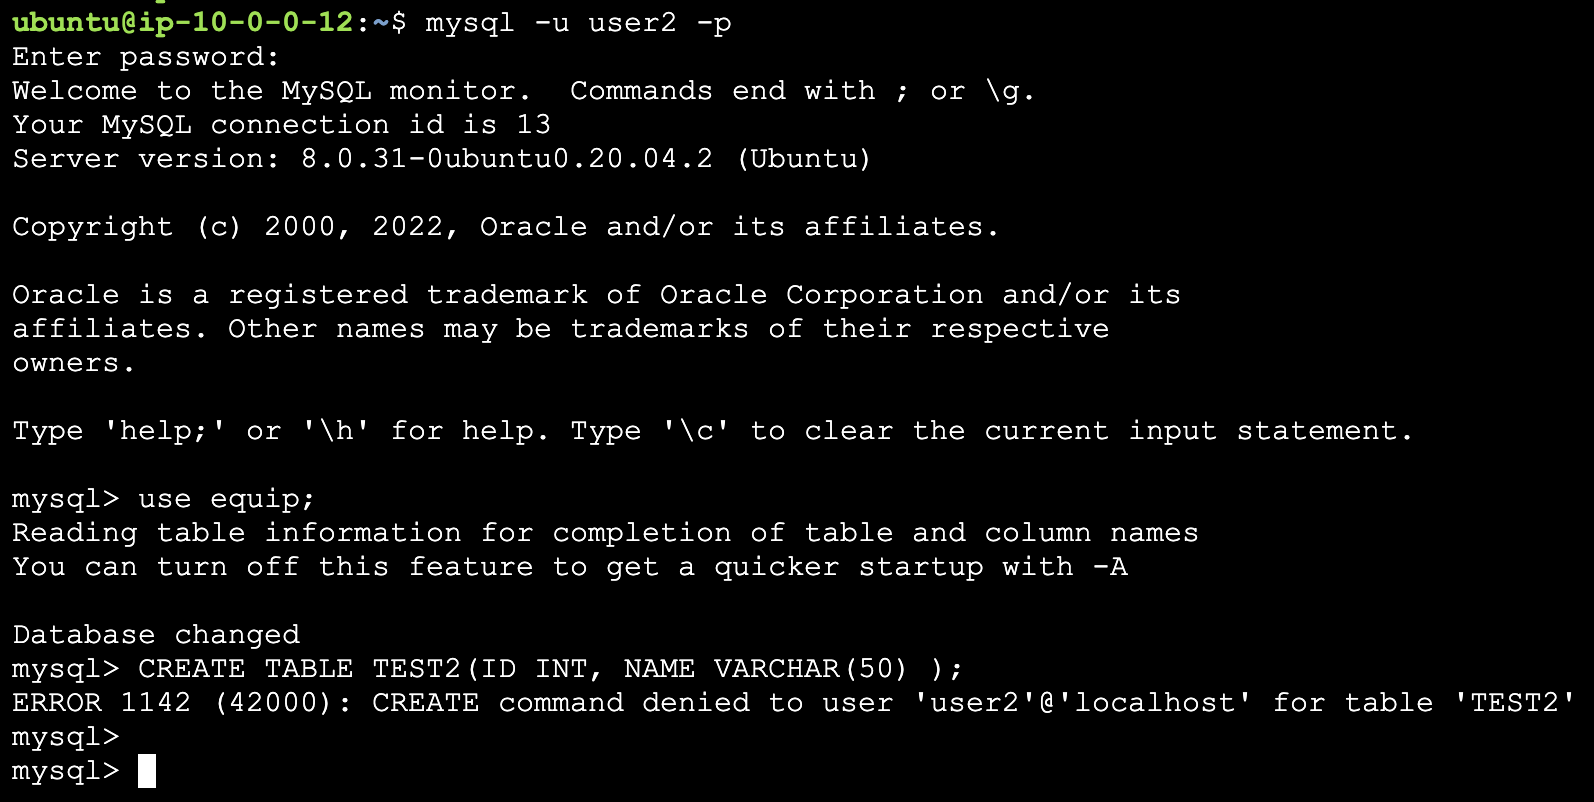 ubuntu@ip-10-0-0-12:~$ mysql -u user2 -p
Enter password:
Welcome to the MySQL monitor.  Commands end with ; or \g.
Your MySQL connection id is 13
Server version: 8.0.31-0ubuntu0.20.04.2 (Ubuntu)

Copyright (c) 2000, 2022, Oracle and/or its affiliates.

Oracle is a registered trademark of Oracle Corporation and/or its
affiliates. Other names may be trademarks of their respective
owners.

Type 'help;' or '\h' for help. Type '\c' to clear the current input statement.

mysql> use equip;
Reading table information for completion of table and column names
You can turn off this feature to get a quicker startup with -A

Database changed
mysql> CREATE TABLE TEST2(ID INT, NAME VARCHAR(50) );
ERROR 1142 (42000): CREATE command denied to user 'user2'@'localhost' for table 'TEST2'
mysql>
mysql>